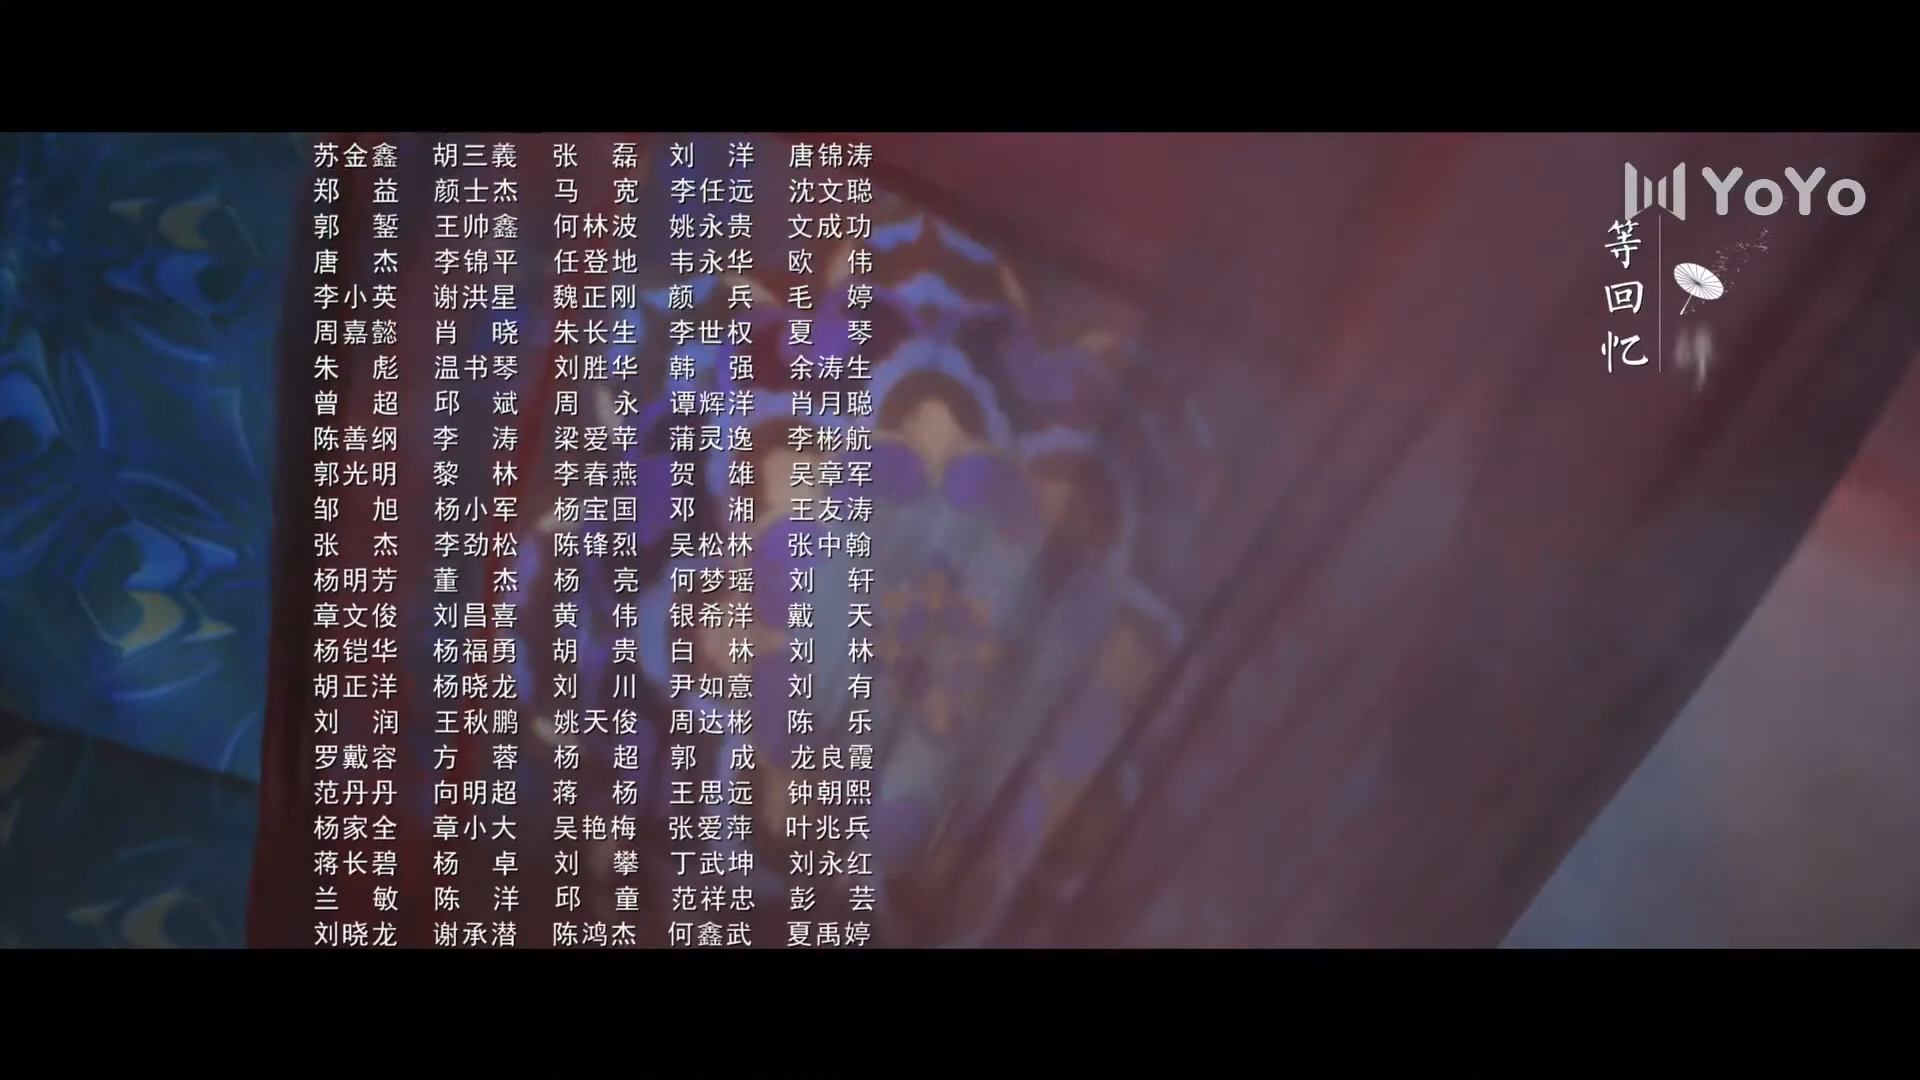 苏金鑫 胡三義 张 磊 刘 洋 唐锦涛
郑 益 颜士杰 马 宽 李任远 沈文聪
郭 錾 王帅鑫 何林波 姚永贵 文成功
唐 杰 李锦平 任登地 韦永华 欧 伟
李小英 谢洪星 魏正刚 颜 兵 毛 婷
周嘉懿 肖 晓 朱长生 李世权 夏 琴
朱 彪 温书琴 刘胜华 韩 强 余涛生
曾 超 邱 斌 周 永 谭辉洋 肖月聪
陈善纲 李 涛 梁爱苹 蒲灵逸 李彬航
郭光明 黎 林 李春燕 贺 雄 吴章军
邹 旭 杨小军 杨宝国 邓 湘 王友涛
张 杰 李劲松 陈锋烈 吴松林 张中翰
杨明芳 董 杰 杨 亮 何梦瑶 刘 轩
章文俊 刘昌喜 黄 伟 银希洋 戴 天
杨铠华 杨福勇 胡 贵 白 林 刘 林
胡正洋 杨晓龙 刘 川 尹如意 刘 有
刘 润 王秋鹏 姚天俊 周达彬 陈 乐
罗戴容 方 蓉 杨 超 郭 成 龙良霞
范丹丹 向明超 蒋 杨 王思远 钟朝熙
杨家全 章小大 吴艳梅 张爱萍 叶兆兵
蒋长碧 杨 卓 刘 攀 丁武坤 刘永红
兰 敏 陈 洋 邱 童 范祥忠 彭 芸
刘晓龙 谢承潜 陈鸿杰 何鑫武 夏禹婷
YoYo
等回忆